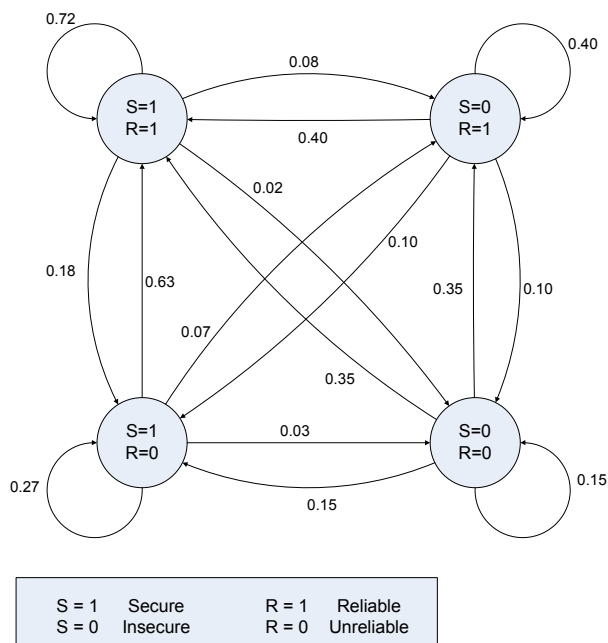 0.72
0.08
0.40
S=1
R=1
S=0
R=1
0.40
0.02
0.10
0.18
0.63
0.35
0.10
0.07
0.35
S=1
R=0
0.03
S=0
R=0
0.27
0.15
0.15
S = 1 Secure R = 1 Reliable
S = 0 Insecure R = 0 Unreliable